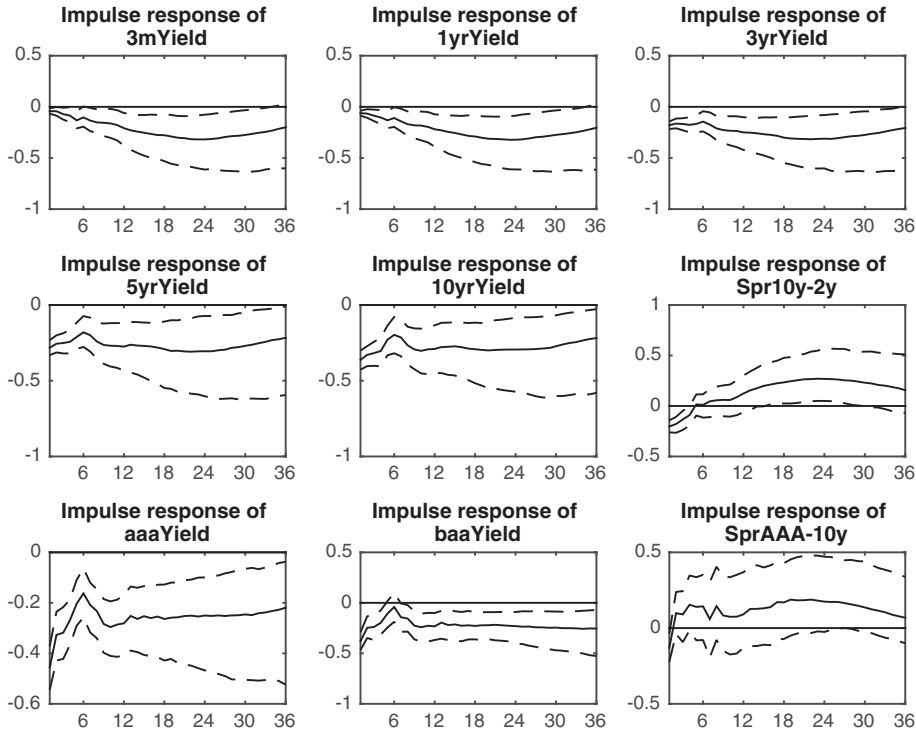 Impulse response of
3mYield
0.5
0
-0.5
-1
6 12 18 24 30 36
Impulse response of
1yrYield
0.5
0
-0.5
-1
6 12 18 24 30 36
Impulse response of
3yrYield
0.5
0
-0.5
-1
6 12 18 24 30 36
Impulse response of
5yrYield
0
-0.5
-1
6 12 18 24 30 36
Impulse response of
10yrYield
0
-0.5
-1
6 12 18 24 30 36
Impulse response of
Spr10y-2y
1
0.5
0
-0.5
6 12 18 24 30 36
Impulse response of
aaaYield
0
-0.2
-0.4
-0.6
6 12 18 24 30 36
Impulse response of
baaYield
0.5
0
-0.5
-1
6 12 18 24 30 36
Impulse response of
SprAAA-10y
0.5
0
-0.5
6 12 18 24 30 36